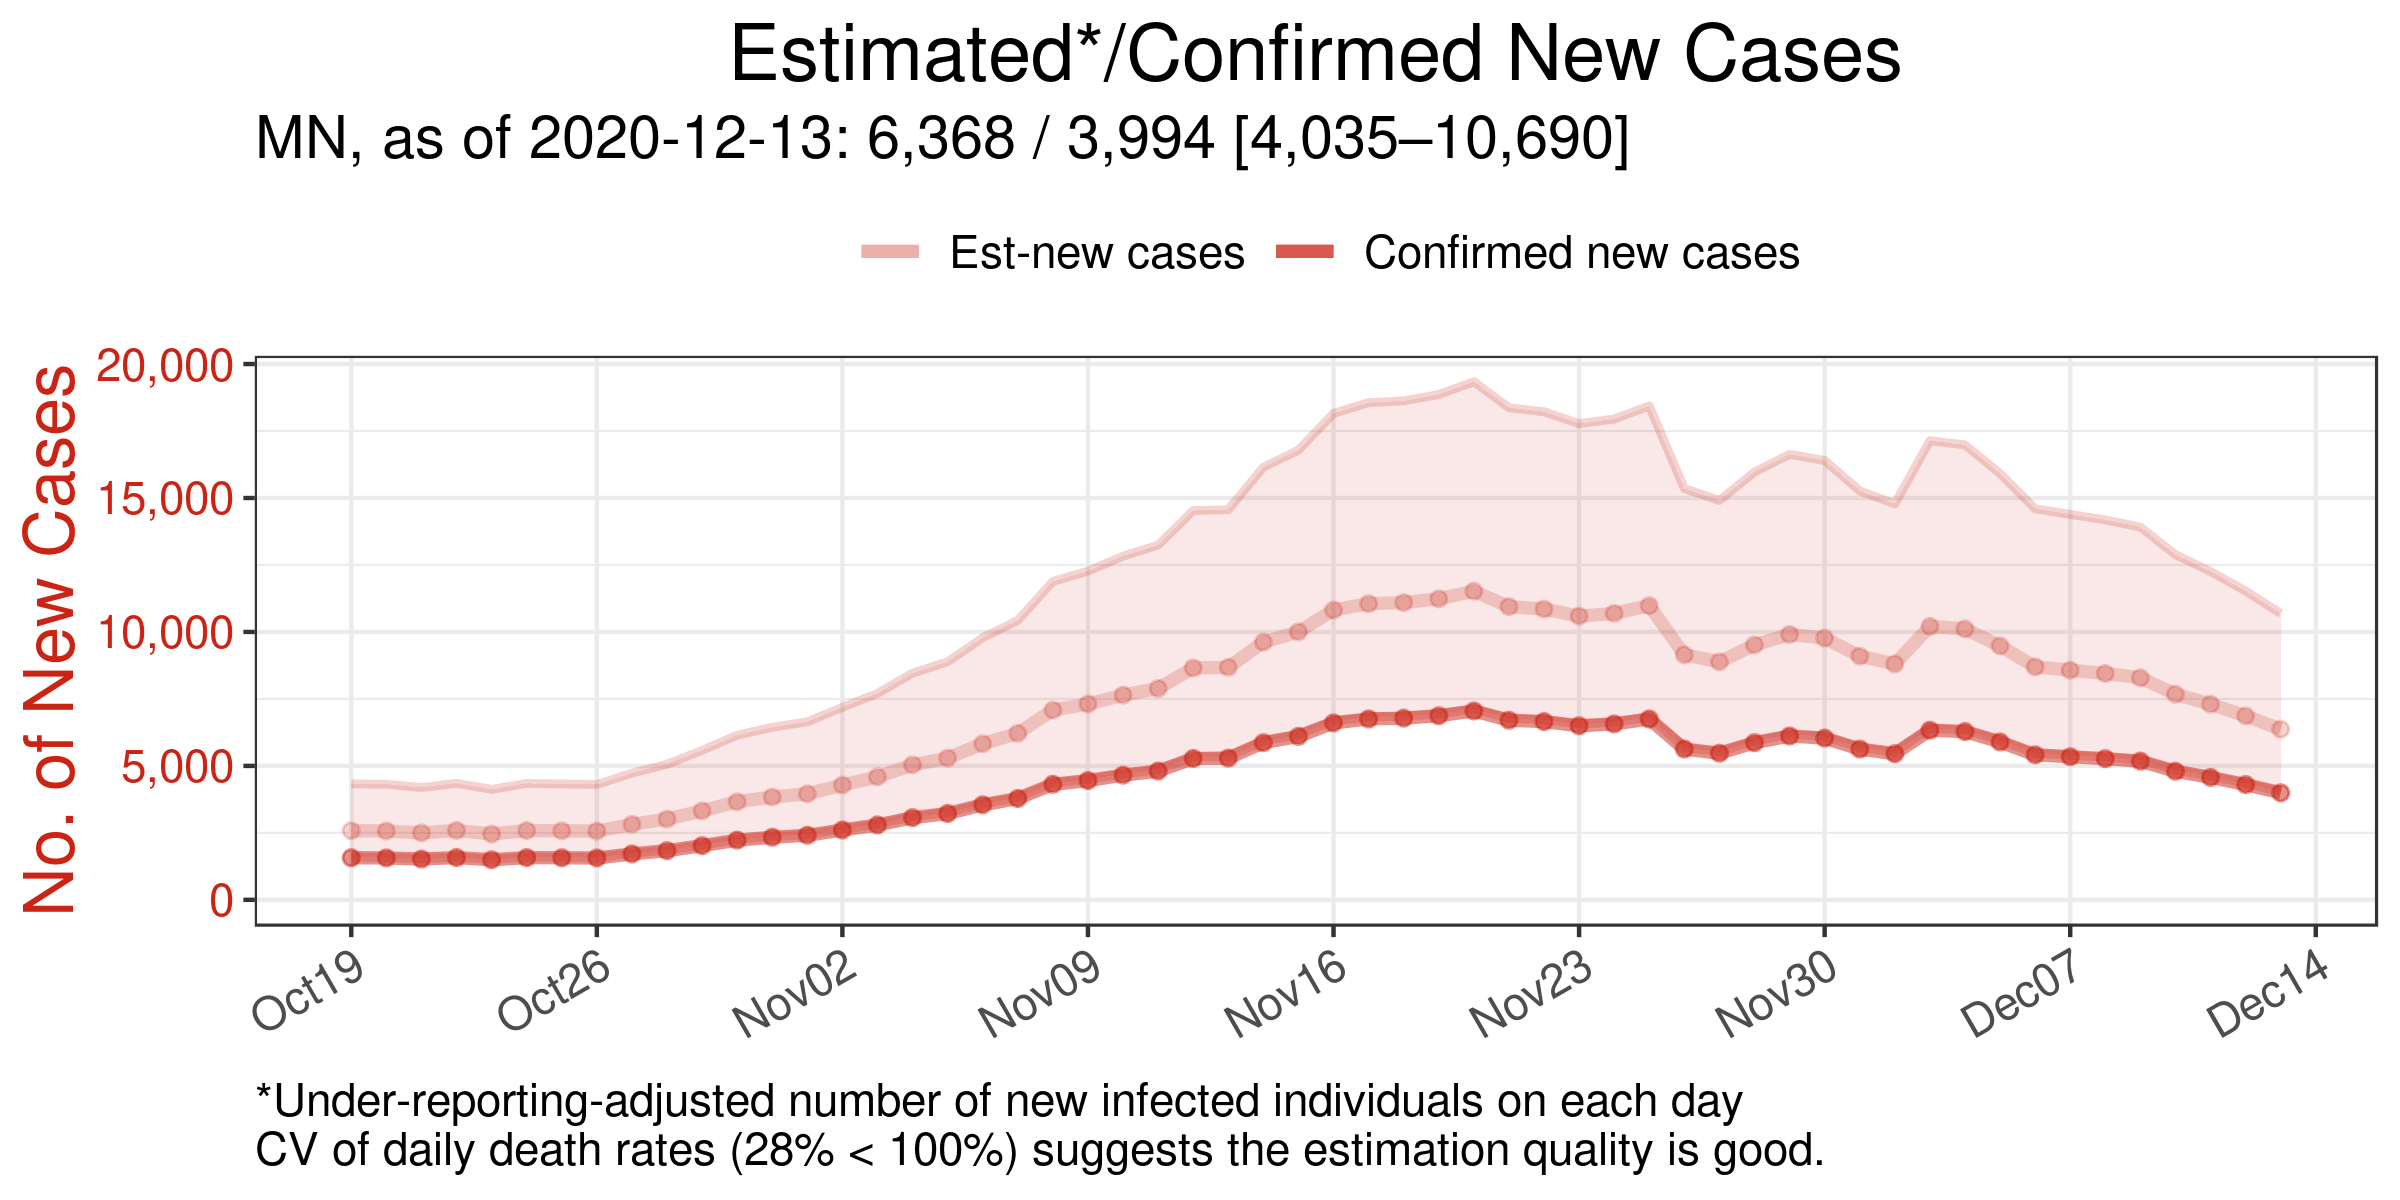 Estimated*/Confirmed New Cases
MN, as of 2020-12-13: 6,368 / 3,994 [4,035–10,690]
Est-new cases
Confirmed new cases
No. of New Cases
20,000
15,000
10,000
5,000
0
Oct19
Oct26
Nov02
Nov09
Nov16
Nov23
Nov30
Dec07
Dec14
*Under-reporting-adjusted number of new infected individuals on each day
CV of daily death rates (28% < 100%) suggests the estimation quality is good.